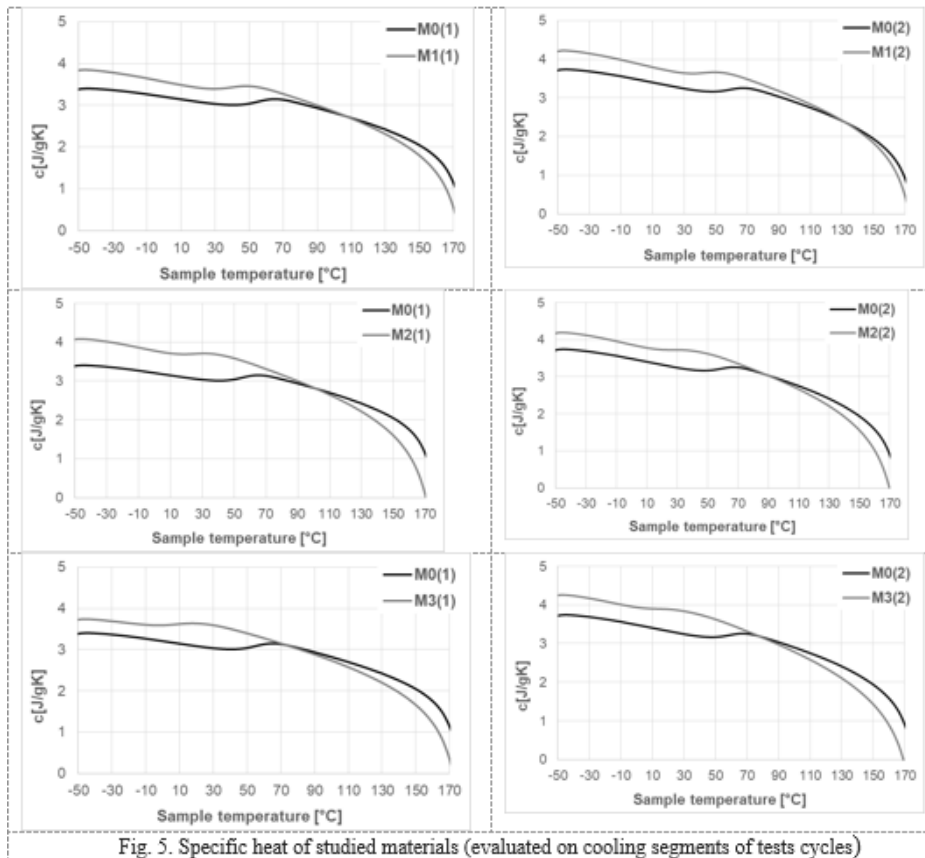 5
4
3
2
1
0
c[J/gK]
M0(1)
M1(1)
-50 -30 -10 10 30 50 70 90 110 130 150 170
Sample temperature [°C]
5
4
3
2
1
0
c[J/gK]
M0(2)
M1(2)
-50 -30 -10 10 30 50 70 90 110 130 150 170
Sample temperature [°C]
5
4
3
2
1
0
c[J/gK]
M0(1)
M2(1)
-50 -30 -10 10 30 50 70 90 110 130 150 170
Sample temperature [°C]
5
4
3
2
1
0
c[J/gK]
M0(2)
M2(2)
-50 -30 -10 10 30 50 70 90 110 130 150 170
Sample temperature [°C]
5
4
3
2
1
0
c[J/gK]
M0(1)
M3(1)
-50 -30 -10 10 30 50 70 90 110 130 150 170
Sample temperature [°C]
5
4
3
2
1
0
c[J/gK]
M0(2)
M3(2)
-50 -30 -10 10 30 50 70 90 110 130 150 170
Sample temperature [°C]
Fig. 5. Specific heat of studied materials (evaluated on cooling segments of tests cycles)